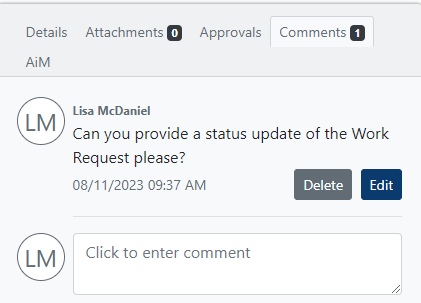 Details Attachments 0 Approvals Comments 1
AiM
LM
Lisa McDaniel
Can you provide a status update of the Work
Request please?
08/11/2023 09:37 AM Delete Edit
LM
Click to enter comment